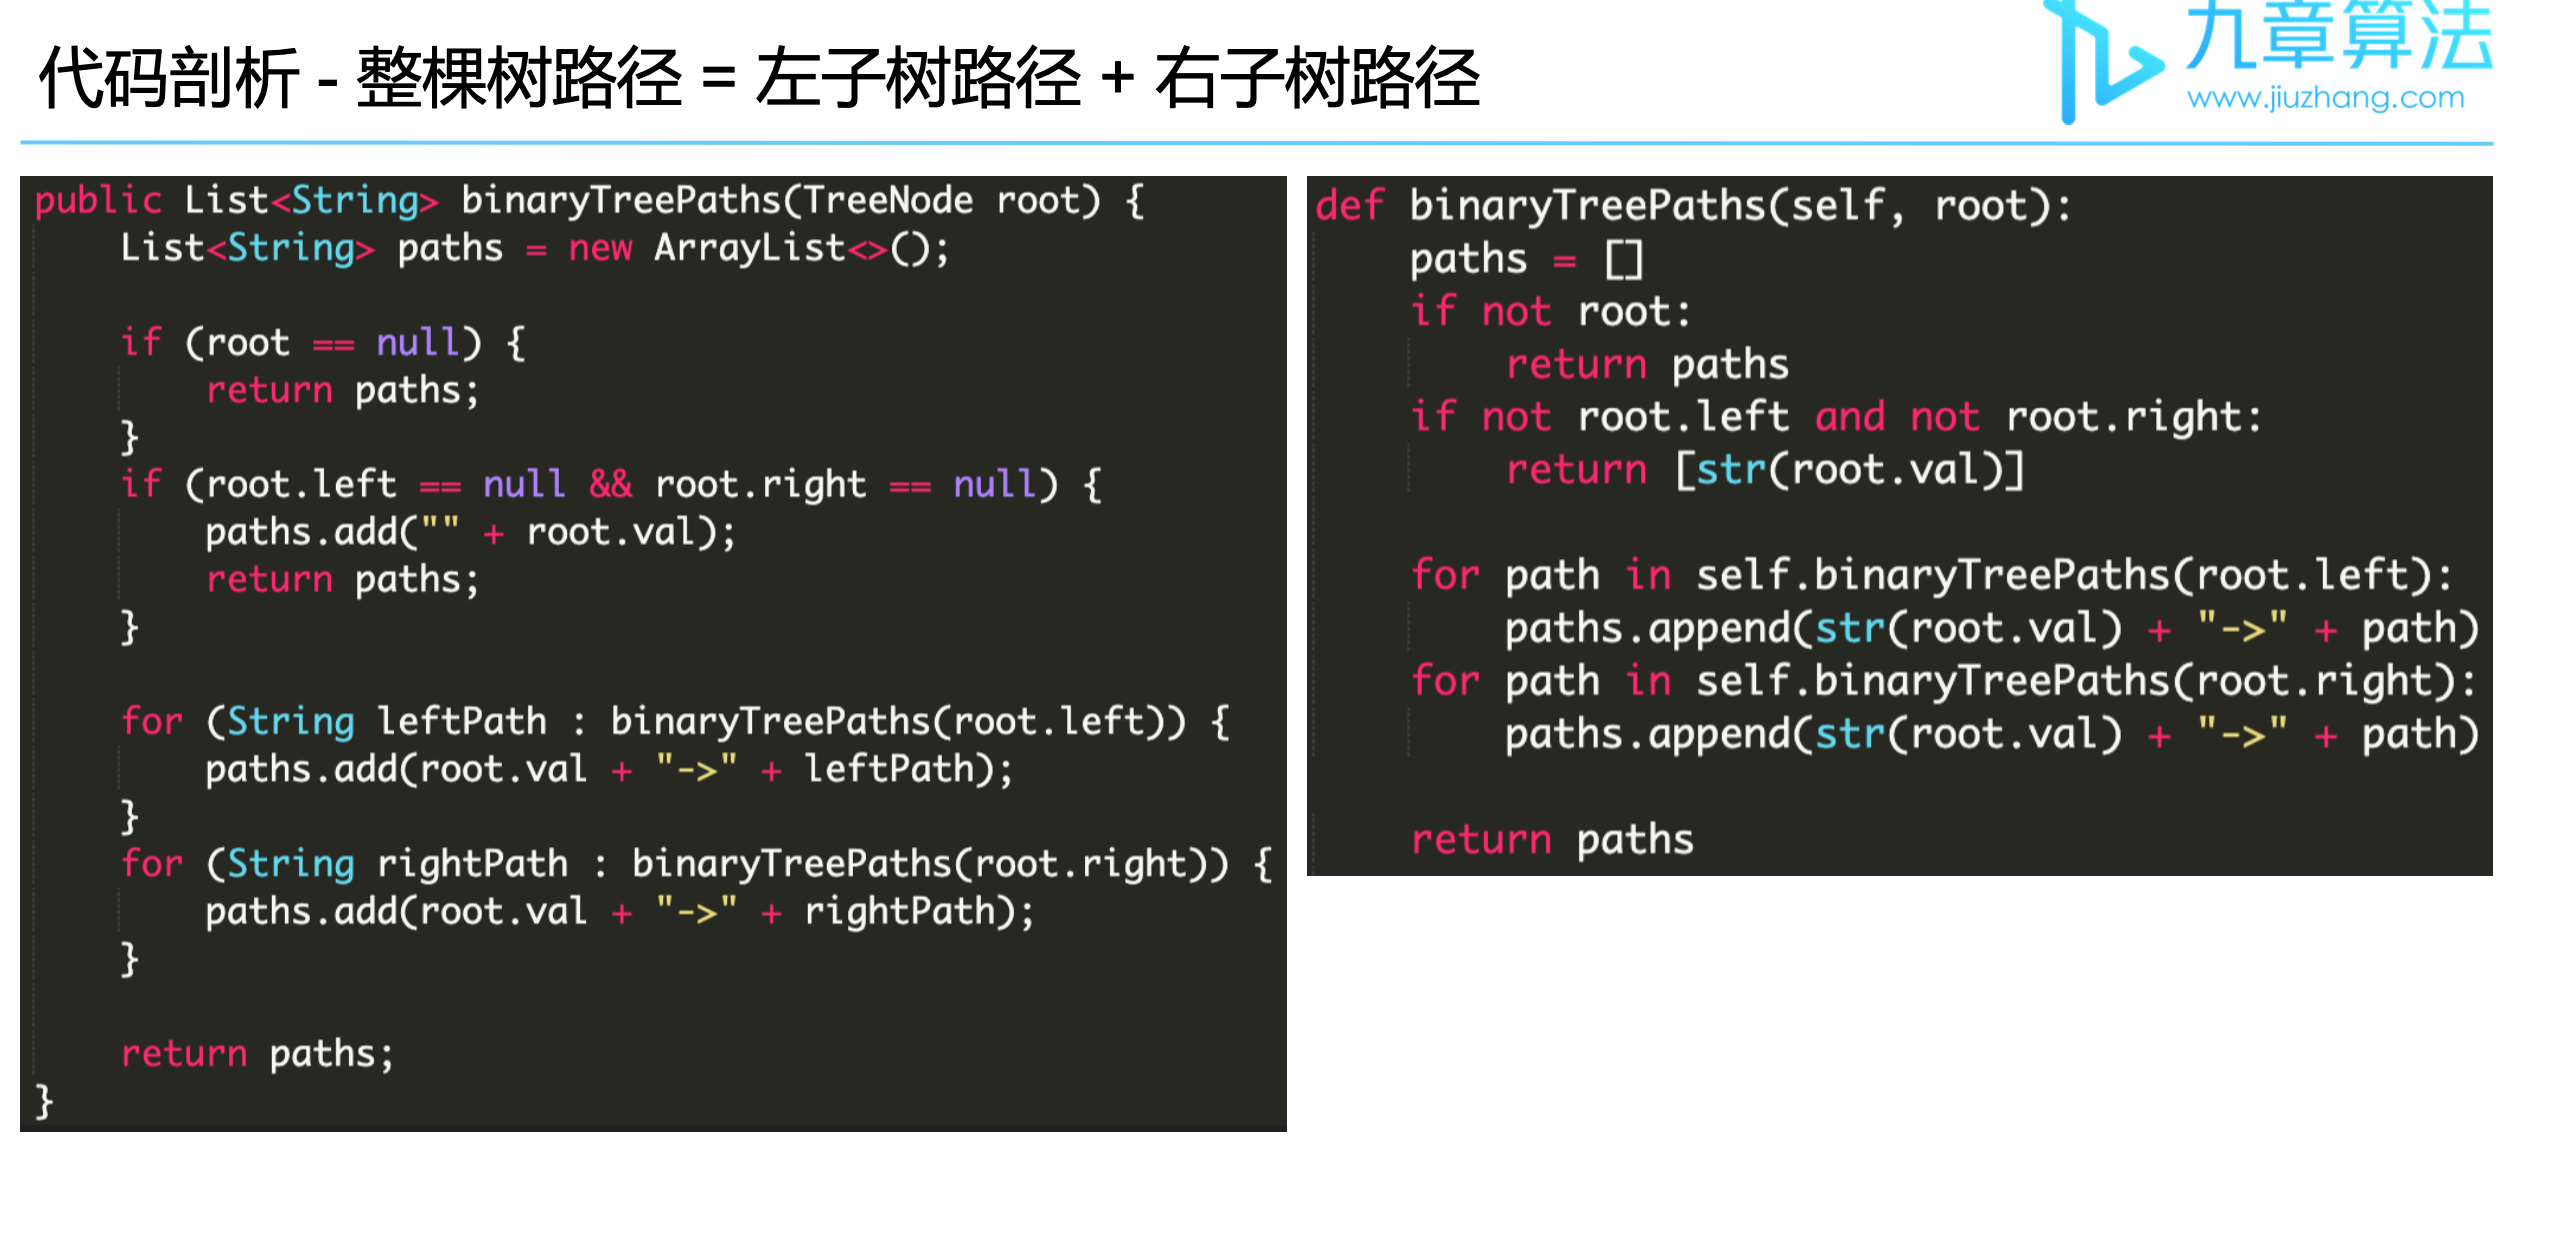 代码剖析 - 整棵树路径 = 左子树路径 + 右子树路径
九章算法
www.jiuzhang.com
public List<String> binaryTreePaths(TreeNode root) {
    List<String> paths = new ArrayList<>();

    if (root == null) {
        return paths;
    }
    if (root.left == null && root.right == null) {
        paths.add("" + root.val);
        return paths;
    }

    for (String leftPath : binaryTreePaths(root.left)) {
        paths.add(root.val + "->" + leftPath);
    }
    for (String rightPath : binaryTreePaths(root.right)) {
        paths.add(root.val + "->" + rightPath);
    }

    return paths;
}
def binaryTreePaths(self, root):
    paths = []
    if not root:
        return paths
    if not root.left and not root.right:
        return [str(root.val)]

    for path in self.binaryTreePaths(root.left):
        paths.append(str(root.val) + "->" + path)
    for path in self.binaryTreePaths(root.right):
        paths.append(str(root.val) + "->" + path)

    return paths